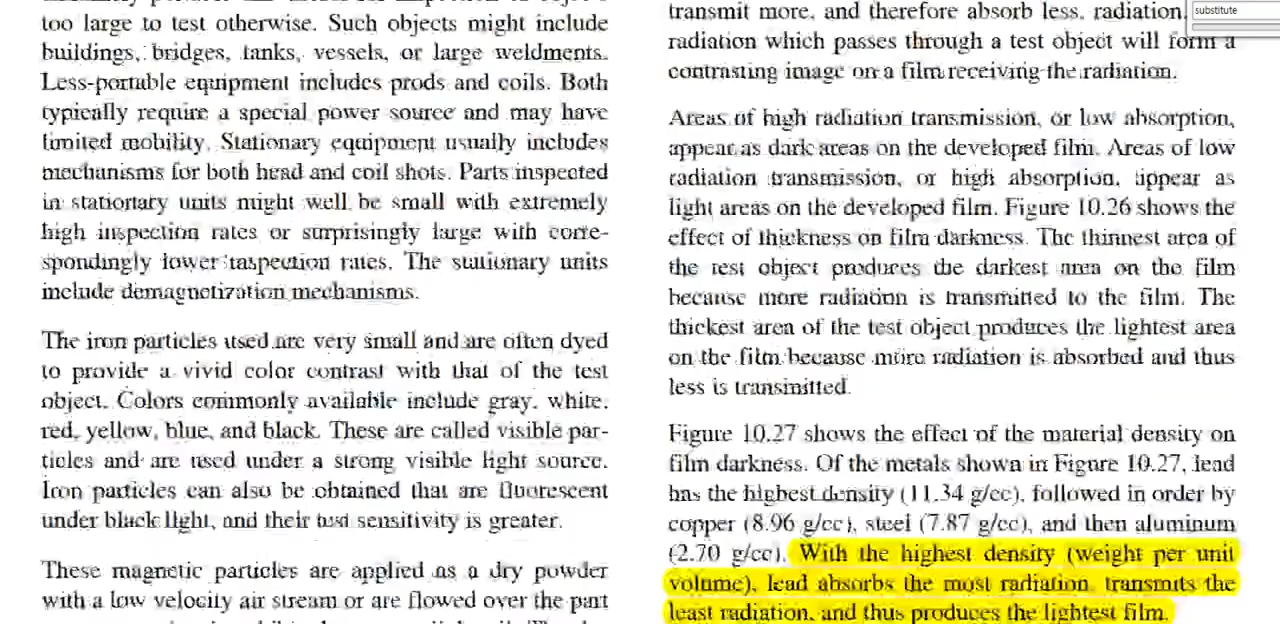 too large to test otherwise. Such objects might include
buildings, bridges, tanks, vessels, or large weldments.
Less-portable equipment includes prods and coils. Both
typically require a special power source and may have
limited mobility. Stationary equipment usually includes
mechanisms for both head and coil shots. Parts inspected
in stationary units might well be small with extremely
high inspection rates or surprisingly large with corre-
spondingly lower inspection rates. The stationary units
include demagnetization mechanisms.
The iron particles used are very small and are often dyed
to provide a vivid color contrast with that of the test
object. Colors commonly available include gray, white,
red, yellow, blue, and black. These are called visible par-
ticles and are used under a strong visible light source.
Iron particles can also be obtained that are fluorescent
under black light, and their test sensitivity is greater.
These magnetic particles are applied as a dry powder
with a low velocity air stream or are flowed over the part
transmit more, and therefore absorb less, radiation.
radiation which passes through a test object will form a
contrasting image on a film receiving the radiation.
Areas of high radiation transmission, or low absorption,
appear as dark areas on the developed film. Areas of low
radiation transmission, or high absorption, appear as
light areas on the developed film. Figure 10.26 shows the
effect of thickness on film darkness. The thinnest area of
the test object produces the darkest area on the film
because more radiation is transmitted to the film. The
thickest area of the test object produces the lightest area
on the film because more radiation is absorbed and thus
less is transmitted.
Figure 10.27 shows the effect of the material density on
film darkness. Of the metals shown in Figure 10.27, lead
has the highest density (11.34 g/cc), followed in order by
copper (8.96 g/cc), steel (7.87 g/cc), and then aluminum
(2.70 g/cc). With the highest density (weight per unit
volume), lead absorbs the most radiation, transmits the
least radiation, and thus produces the lightest film.
substitute